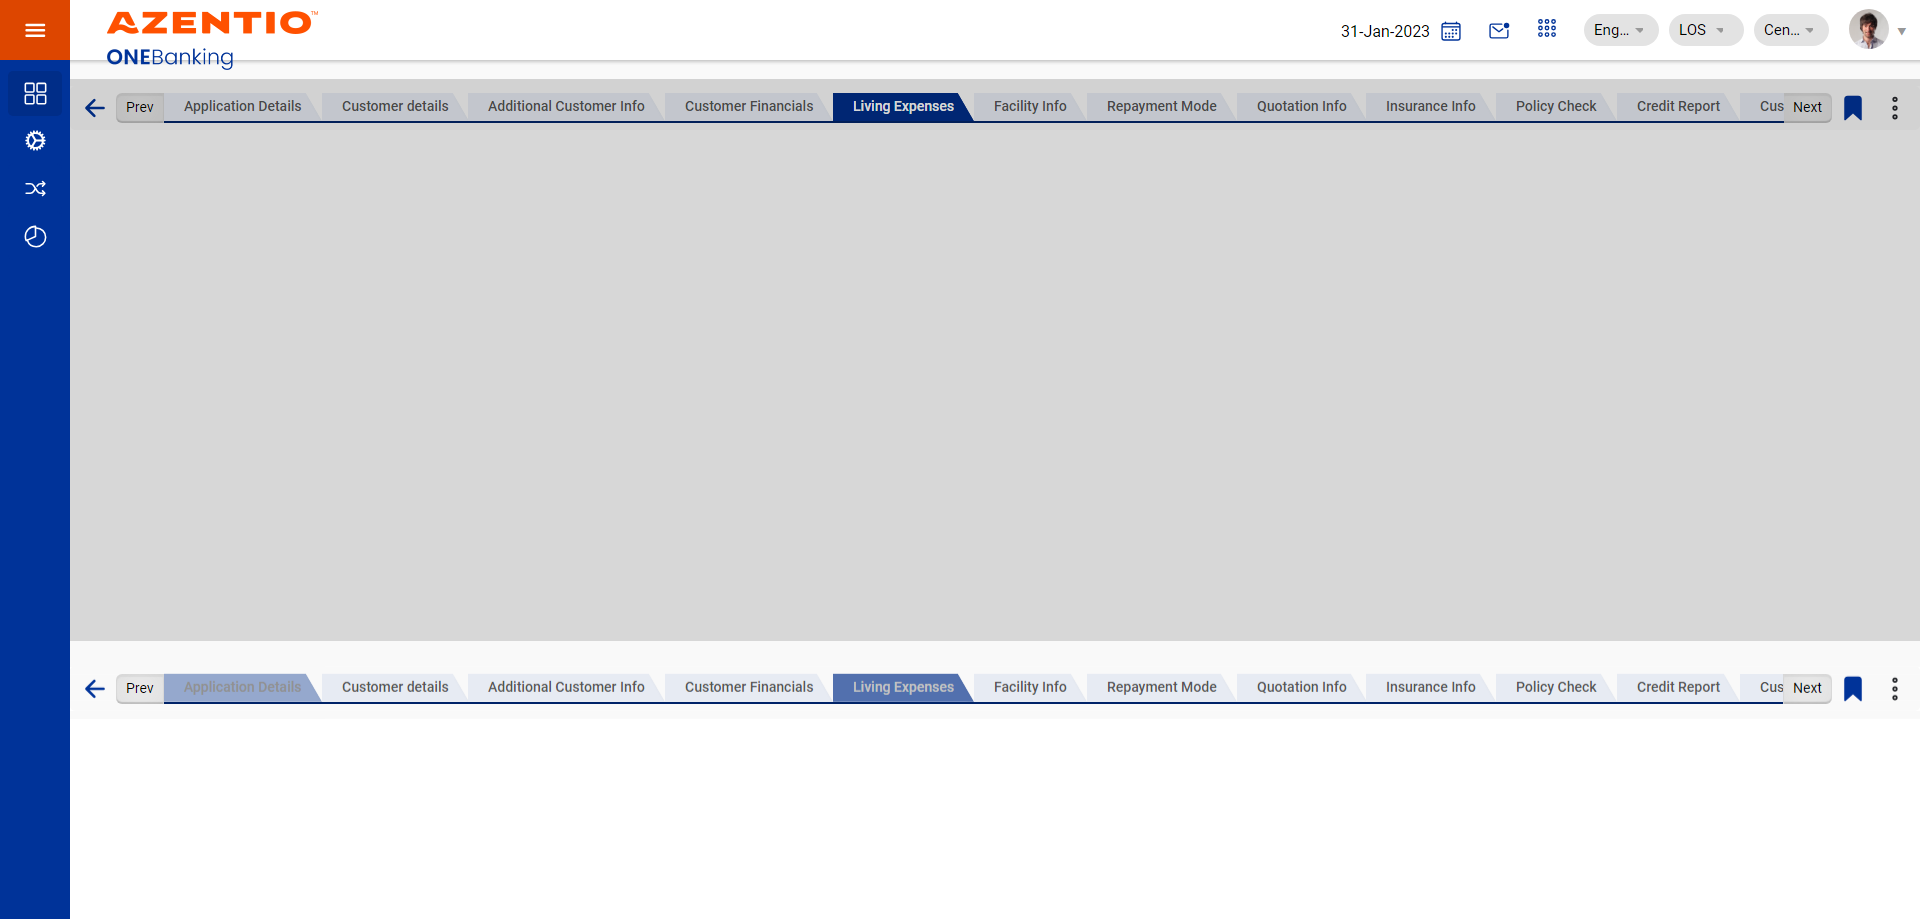 AZENTIO™
ONEBanking
31-Jan-2023 Eng... LOS Cen...
Prev Application Details Customer details Additional Customer Info Customer Financials Living Expenses Facility Info Repayment Mode Quotation Info Insurance Info Policy Check Credit Report Cus Next
Prev Application Details Customer details Additional Customer Info Customer Financials Living Expenses Facility Info Repayment Mode Quotation Info Insurance Info Policy Check Credit Report Cus Next